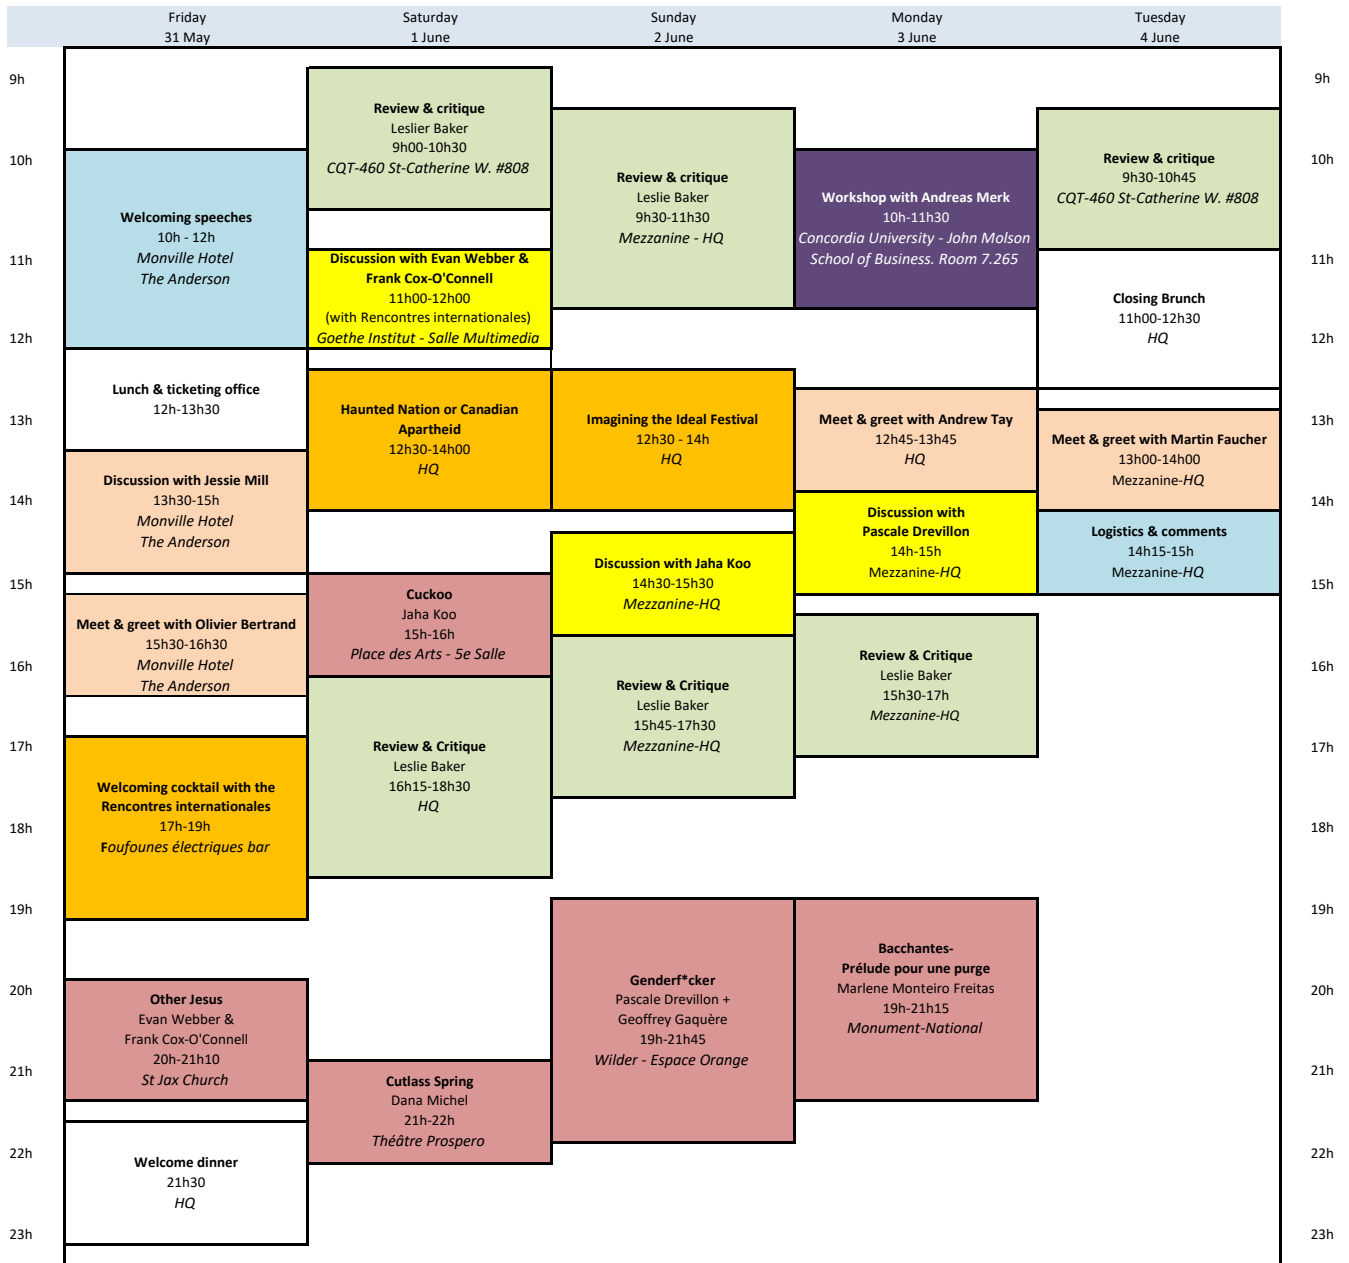 Friday
31 May
Saturday
1 June
Sunday
2 June
Monday
3 June
Tuesday
4 June
9h
10h
11h
12h
13h
14h
15h
16h
17h
18h
19h
20h
21h
22h
23h
Welcoming speeches
10h - 12h
Monville Hotel
The Anderson
Lunch & ticketing office
12h-13h30
Discussion with Jessie Mill
13h30-15h
Monville Hotel
The Anderson
Meet & greet with Olivier Bertrand
15h30-16h30
Monville Hotel
The Anderson
Welcoming cocktail with the
Rencontres internationales
17h-19h
Foufounes électriques bar
Other Jesus
Evan Webber &
Frank Cox-O'Connell
20h-21h10
St Jax Church
Welcome dinner
21h30
HQ
Review & critique
Leslier Baker
9h00-10h30
CQT-460 St-Catherine W. #808
Discussion with Evan Webber &
Frank Cox-O'Connell
11h00-12h00
(with Rencontres internationales)
Goethe Institut - Salle Multimedia
Haunted Nation or Canadian
Apartheid
12h30-14h00
HQ
Cuckoo
Jaha Koo
15h-16h
Place des Arts - 5e Salle
Review & Critique
Leslie Baker
16h15-18h30
HQ
Cutlass Spring
Dana Michel
21h-22h
Théâtre Prospero
Review & critique
Leslie Baker
9h30-11h30
Mezzanine - HQ
Imagining the Ideal Festival
12h30 - 14h
HQ
Discussion with Jaha Koo
14h30-15h30
Mezzanine-HQ
Review & Critique
Leslie Baker
15h45-17h30
Mezzanine-HQ
Genderf*cker
Pascale Drevillon +
Geoffrey Gaquère
19h-21h45
Wilder - Espace Orange
Workshop with Andreas Merk
10h-11h30
Concordia University - John Molson
School of Business. Room 7.265
Meet & greet with Andrew Tay
12h45-13h45
HQ
Discussion with
Pascale Drevillon
14h-15h
Mezzanine-HQ
Review & Critique
Leslie Baker
15h30-17h
Mezzanine-HQ
Bacchantes-
Prélude pour une purge
Marlene Monteiro Freitas
19h-21h15
Monument-National
Review & critique
9h30-10h45
CQT-460 St-Catherine W. #808
Closing Brunch
11h00-12h30
HQ
Meet & greet with Martin Faucher
13h00-14h00
Mezzanine-HQ
Logistics & comments
14h15-15h
Mezzanine-HQ
9h
10h
11h
12h
13h
14h
15h
16h
17h
18h
19h
20h
21h
22h
23h